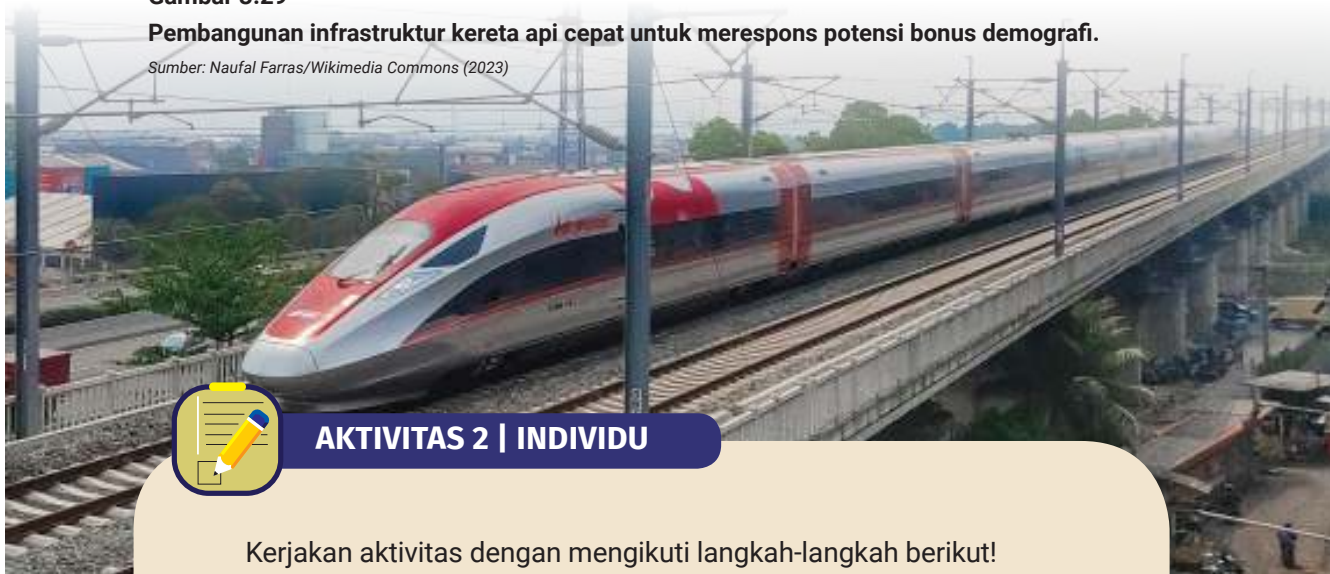 Pembangunan infrastruktur kereta api cepat untuk merespons potensi bonus demografi.
Sumber: Naufal Farras/Wikimedia Commons (2023)
AKTIVITAS 2 | INDIVIDU
Kerjakan aktivitas dengan mengikuti langkah-langkah berikut!